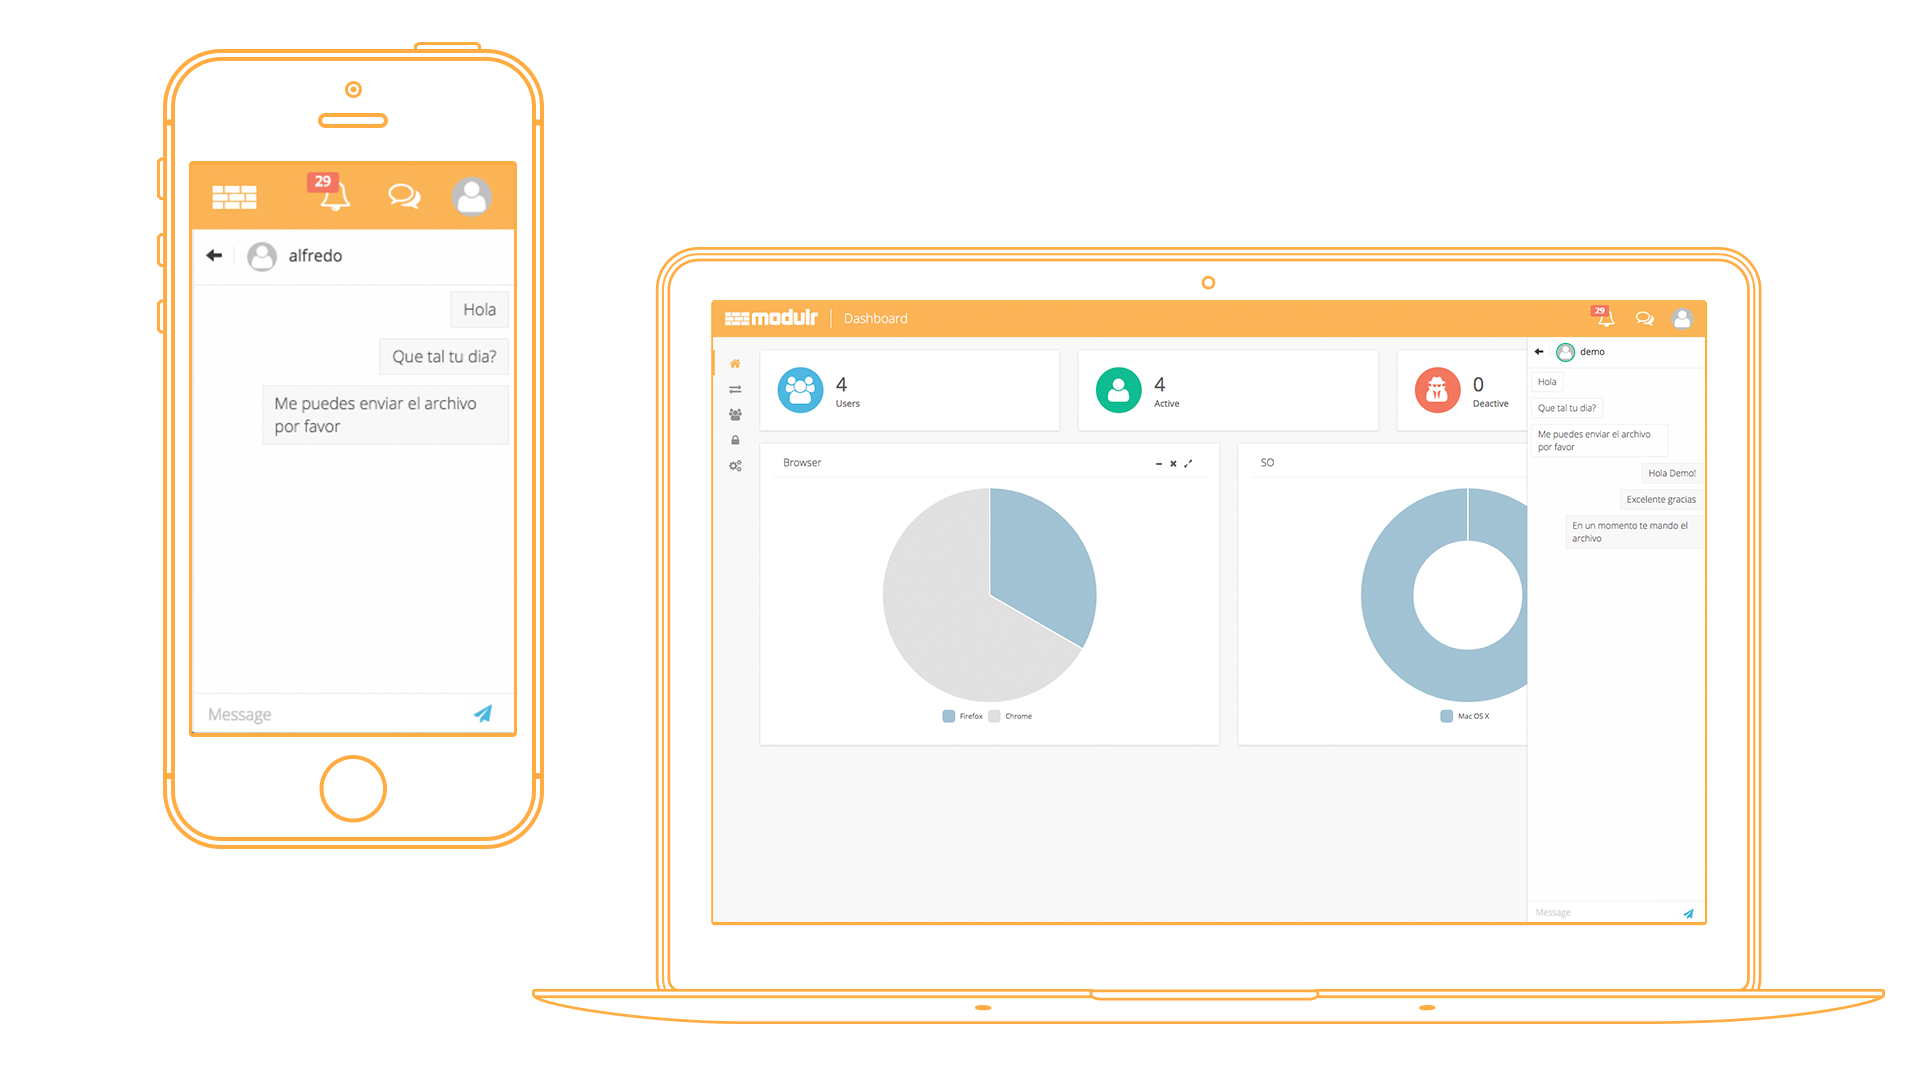 29
alfredo
Hola
Que tal tu dia?
Me puedes enviar el archivo
por favor
Message
modulr
Dashboard
29
4
Users
4
Active
0
Deactive
Browser
Firefox
Chrome
SO
Mac OS X
demo
Hola
Que tal tu dia?
Me puedes enviar el archivo
por favor
Hola Demo!
Excelente gracias
En un momento te mando el
archivo
Message